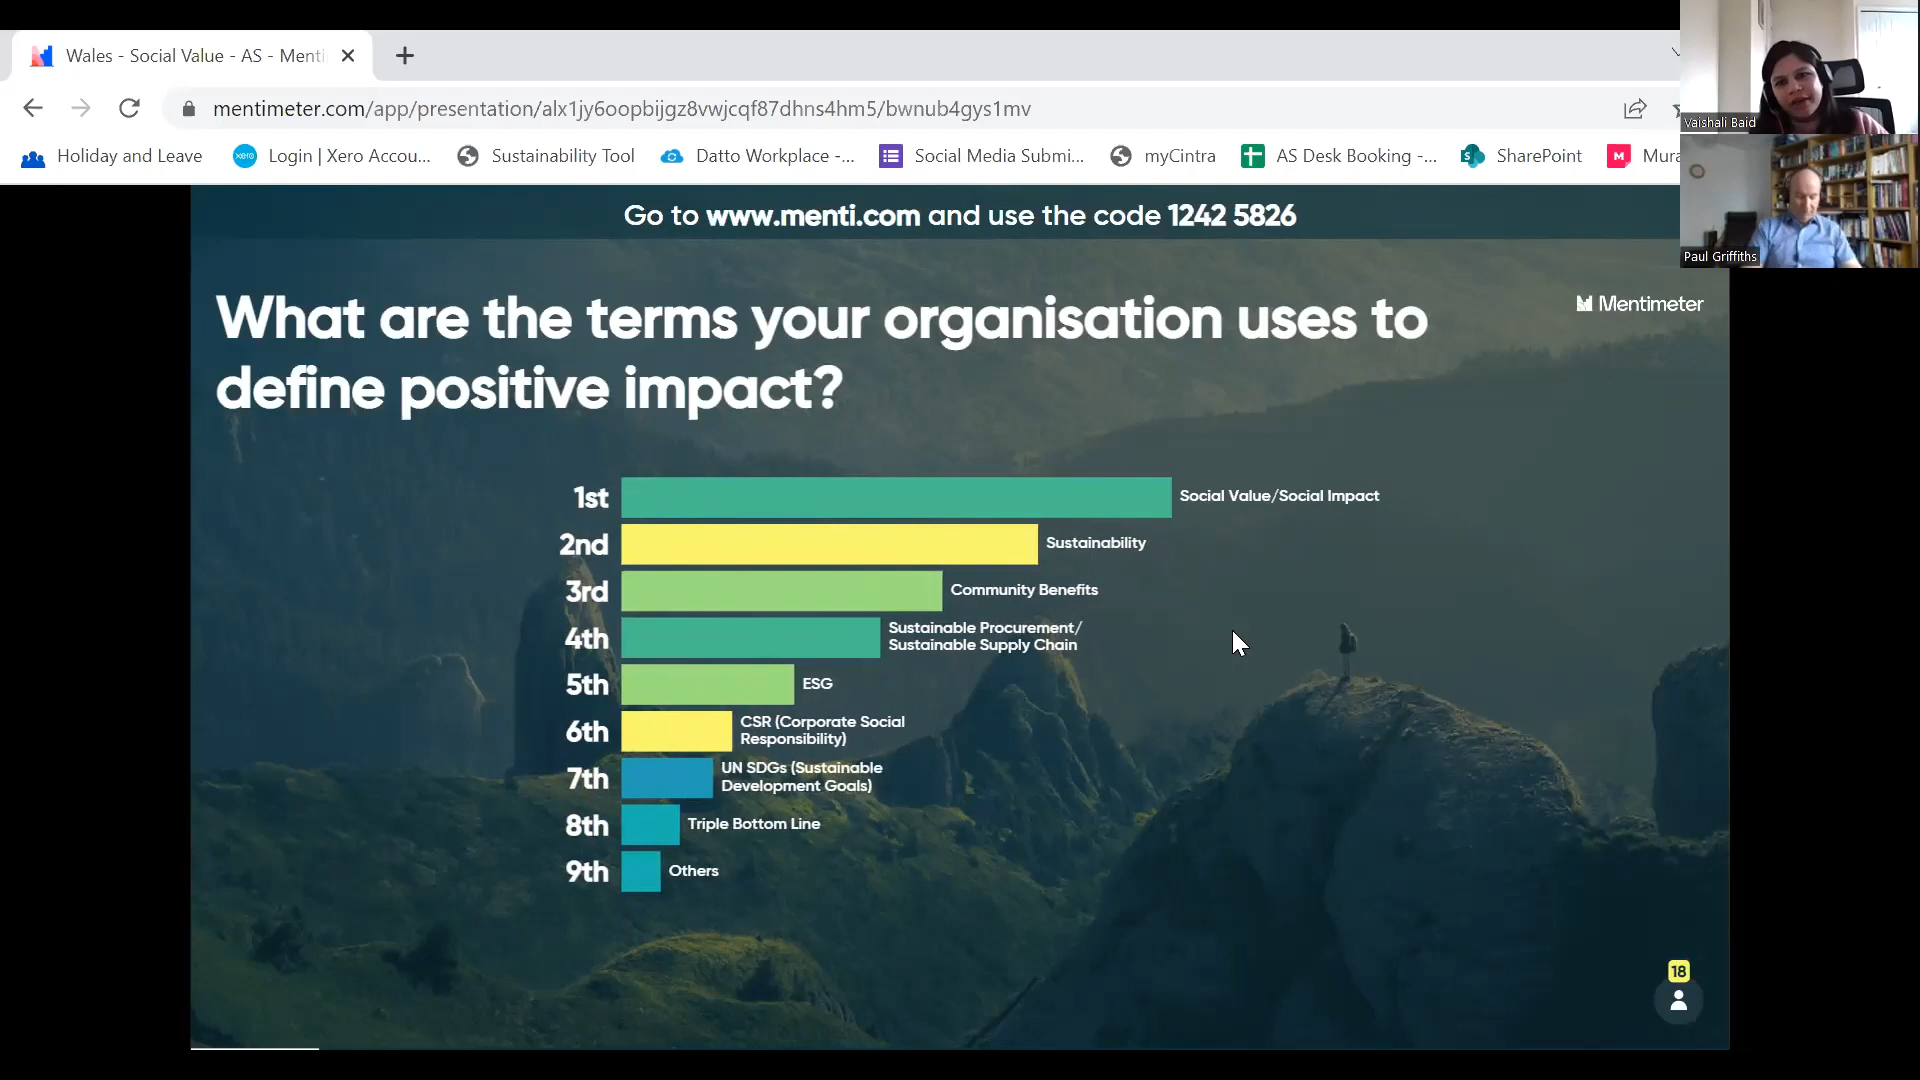 Wales - Social Value - AS - Menti
mentimeter.com/app/presentation/alx1jy6oopbijgz8vwjcqf87dhns4hm5/bwnub4gys1mv
Holiday and Leave
xero
Login | Xero Accou...
Sustainability Tool
Datto Workplace -...
Social Media Submi...
myCintra
AS Desk Booking -...
SharePoint
Mura
Vaishali Baid
Paul Griffiths
Go to www.menti.com and use the code 1242 5826
Mentimeter
What are the terms your organisation uses to
define positive impact?
1st Social Value/Social Impact
2nd Sustainability
3rd Community Benefits
4th Sustainable Procurement/
Sustainable Supply Chain
5th ESG
6th CSR (Corporate Social
Responsibility)
7th UN SDGs (Sustainable
Development Goals)
8th Triple Bottom Line
9th Others
18